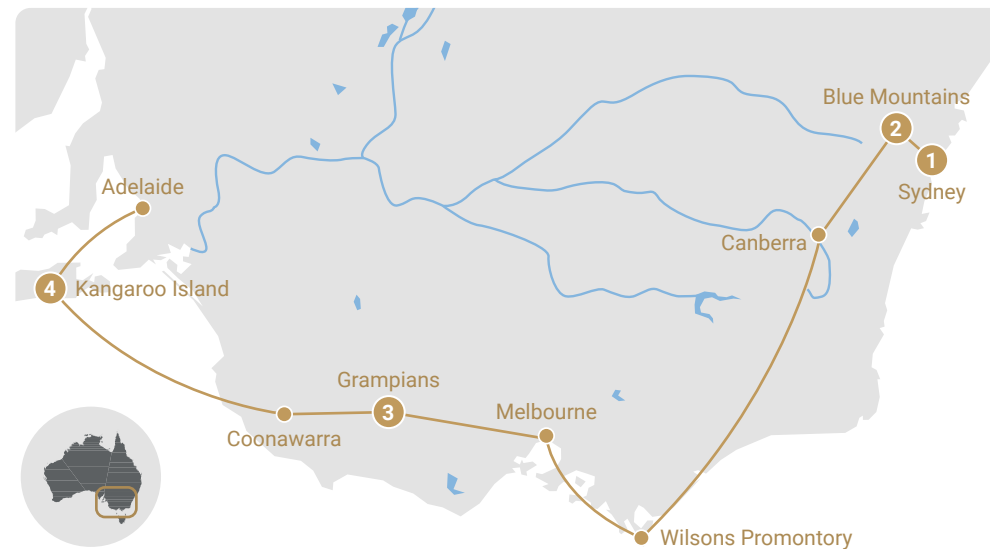 Blue Mountains
2
1
Sydney
Adelaide
Canberra
4
Kangaroo Island
Grampians
3
Melbourne
Coonawarra
Wilsons Promontory